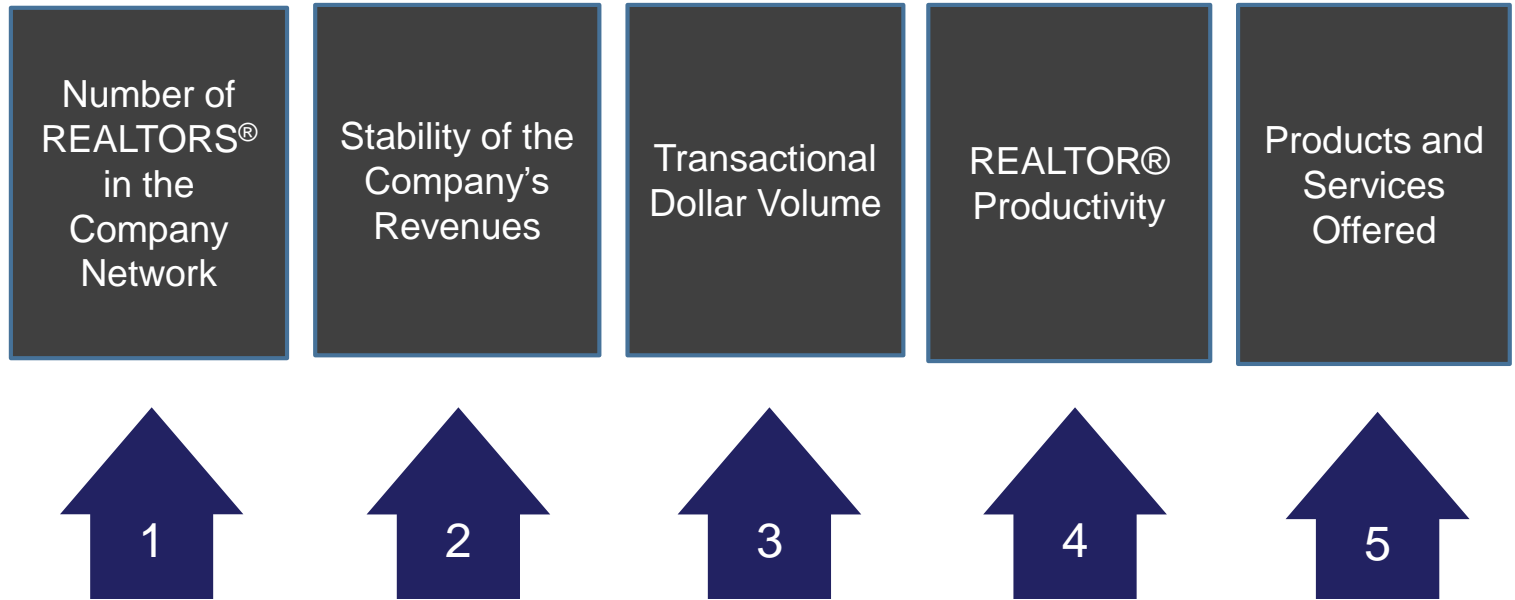 Number of
REALTORS®
in the
Company
Network
Stability of the
Company’s
Revenues
Transactional
Dollar Volume
REALTOR®
Productivity
Products and
Services
Offered
1
2
3
4
5